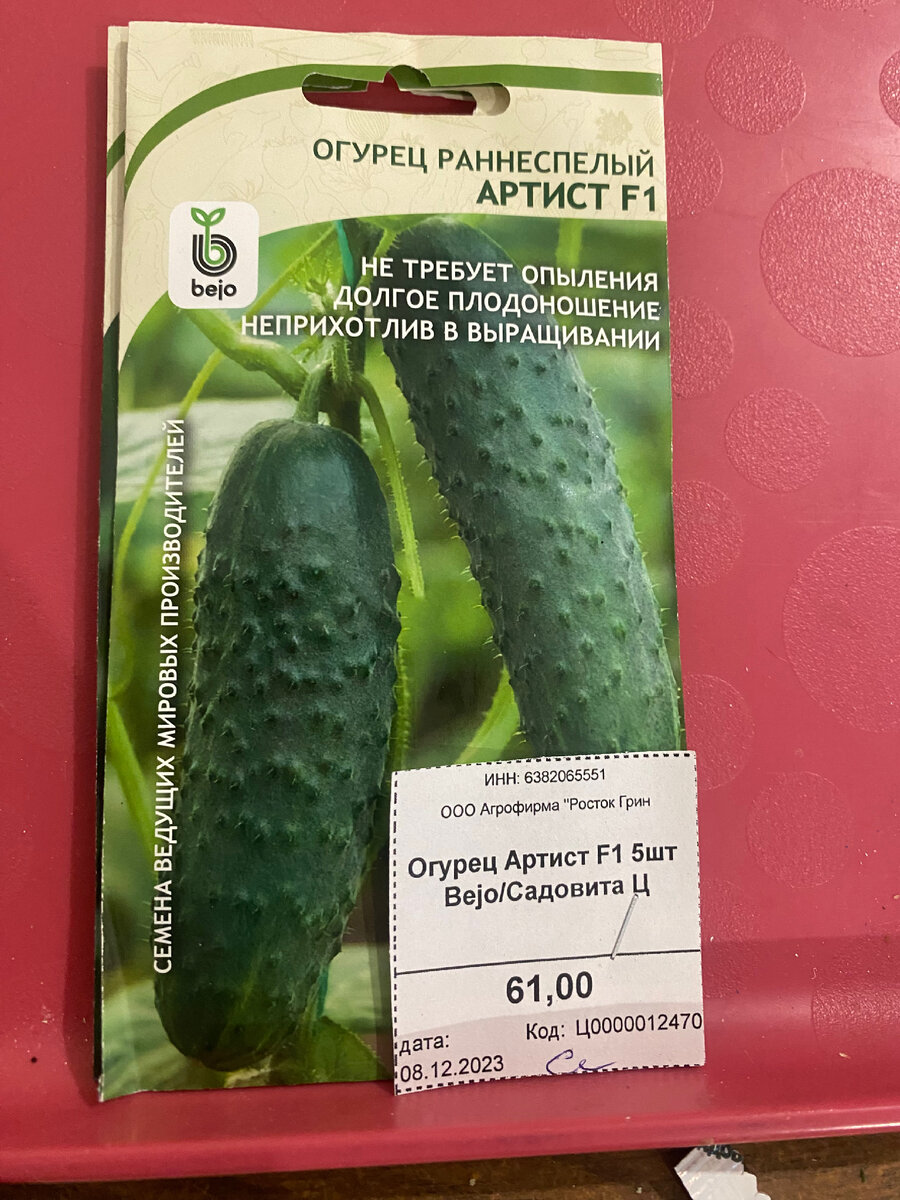 ОГУРЕЦ РАННЕСПЕЛЫЙ
АРТИСТ F1
bejo
НЕ ТРЕБУЕТ ОПЫЛЕНИЯ
ДОЛГОЕ ПЛОДОНОШЕНИЕ
НЕПРИХОТЛИВ В ВЫРАЩИВАНИИ
СЕМЕНА ВЕДУЩИХ МИРОВЫХ ПРОИЗВОДИТЕЛЕЙ
ИНН: 6382065551
ООО Агрофирма "Росток Грин
Огурец Артист F1 5шт
Bejo/Садовита Ц
61,00
Код: Ц0000012470
дата:
08.12.2023